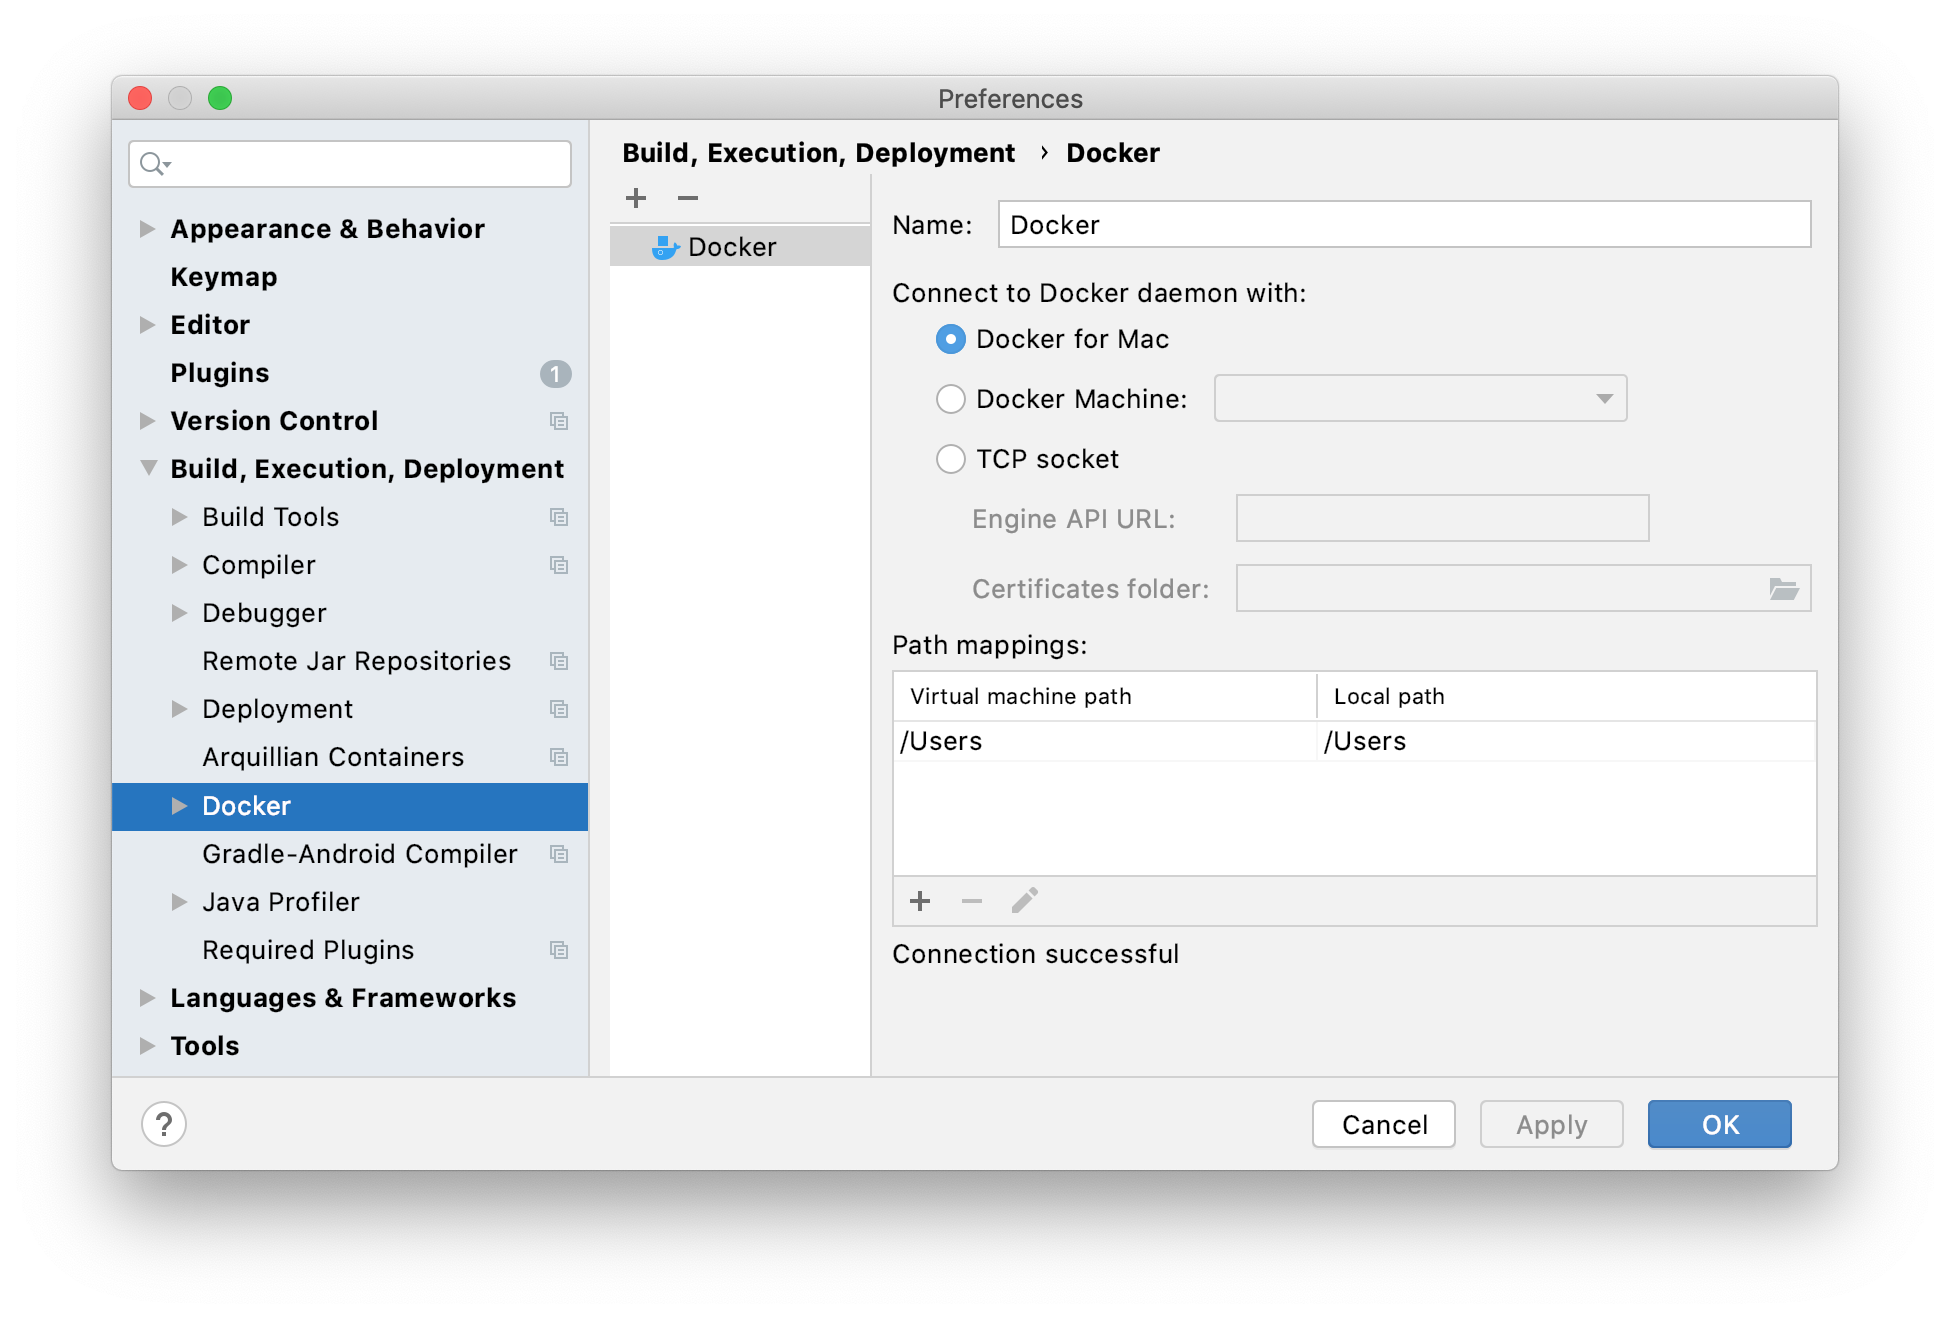 Preferences
Appearance & Behavior
Keymap
Editor
Plugins 1
Version Control
Build, Execution, Deployment
Build Tools
Compiler
Debugger
Remote Jar Repositories
Deployment
Arquillian Containers
Docker
Gradle-Android Compiler
Java Profiler
Required Plugins
Languages & Frameworks
Tools
Build, Execution, Deployment › Docker
Docker
Name: Docker
Connect to Docker daemon with:
Docker for Mac
Docker Machine:
TCP socket
Engine API URL:
Certificates folder:
Path mappings:
Virtual machine path Local path
/Users /Users
Connection successful
? Cancel Apply OK